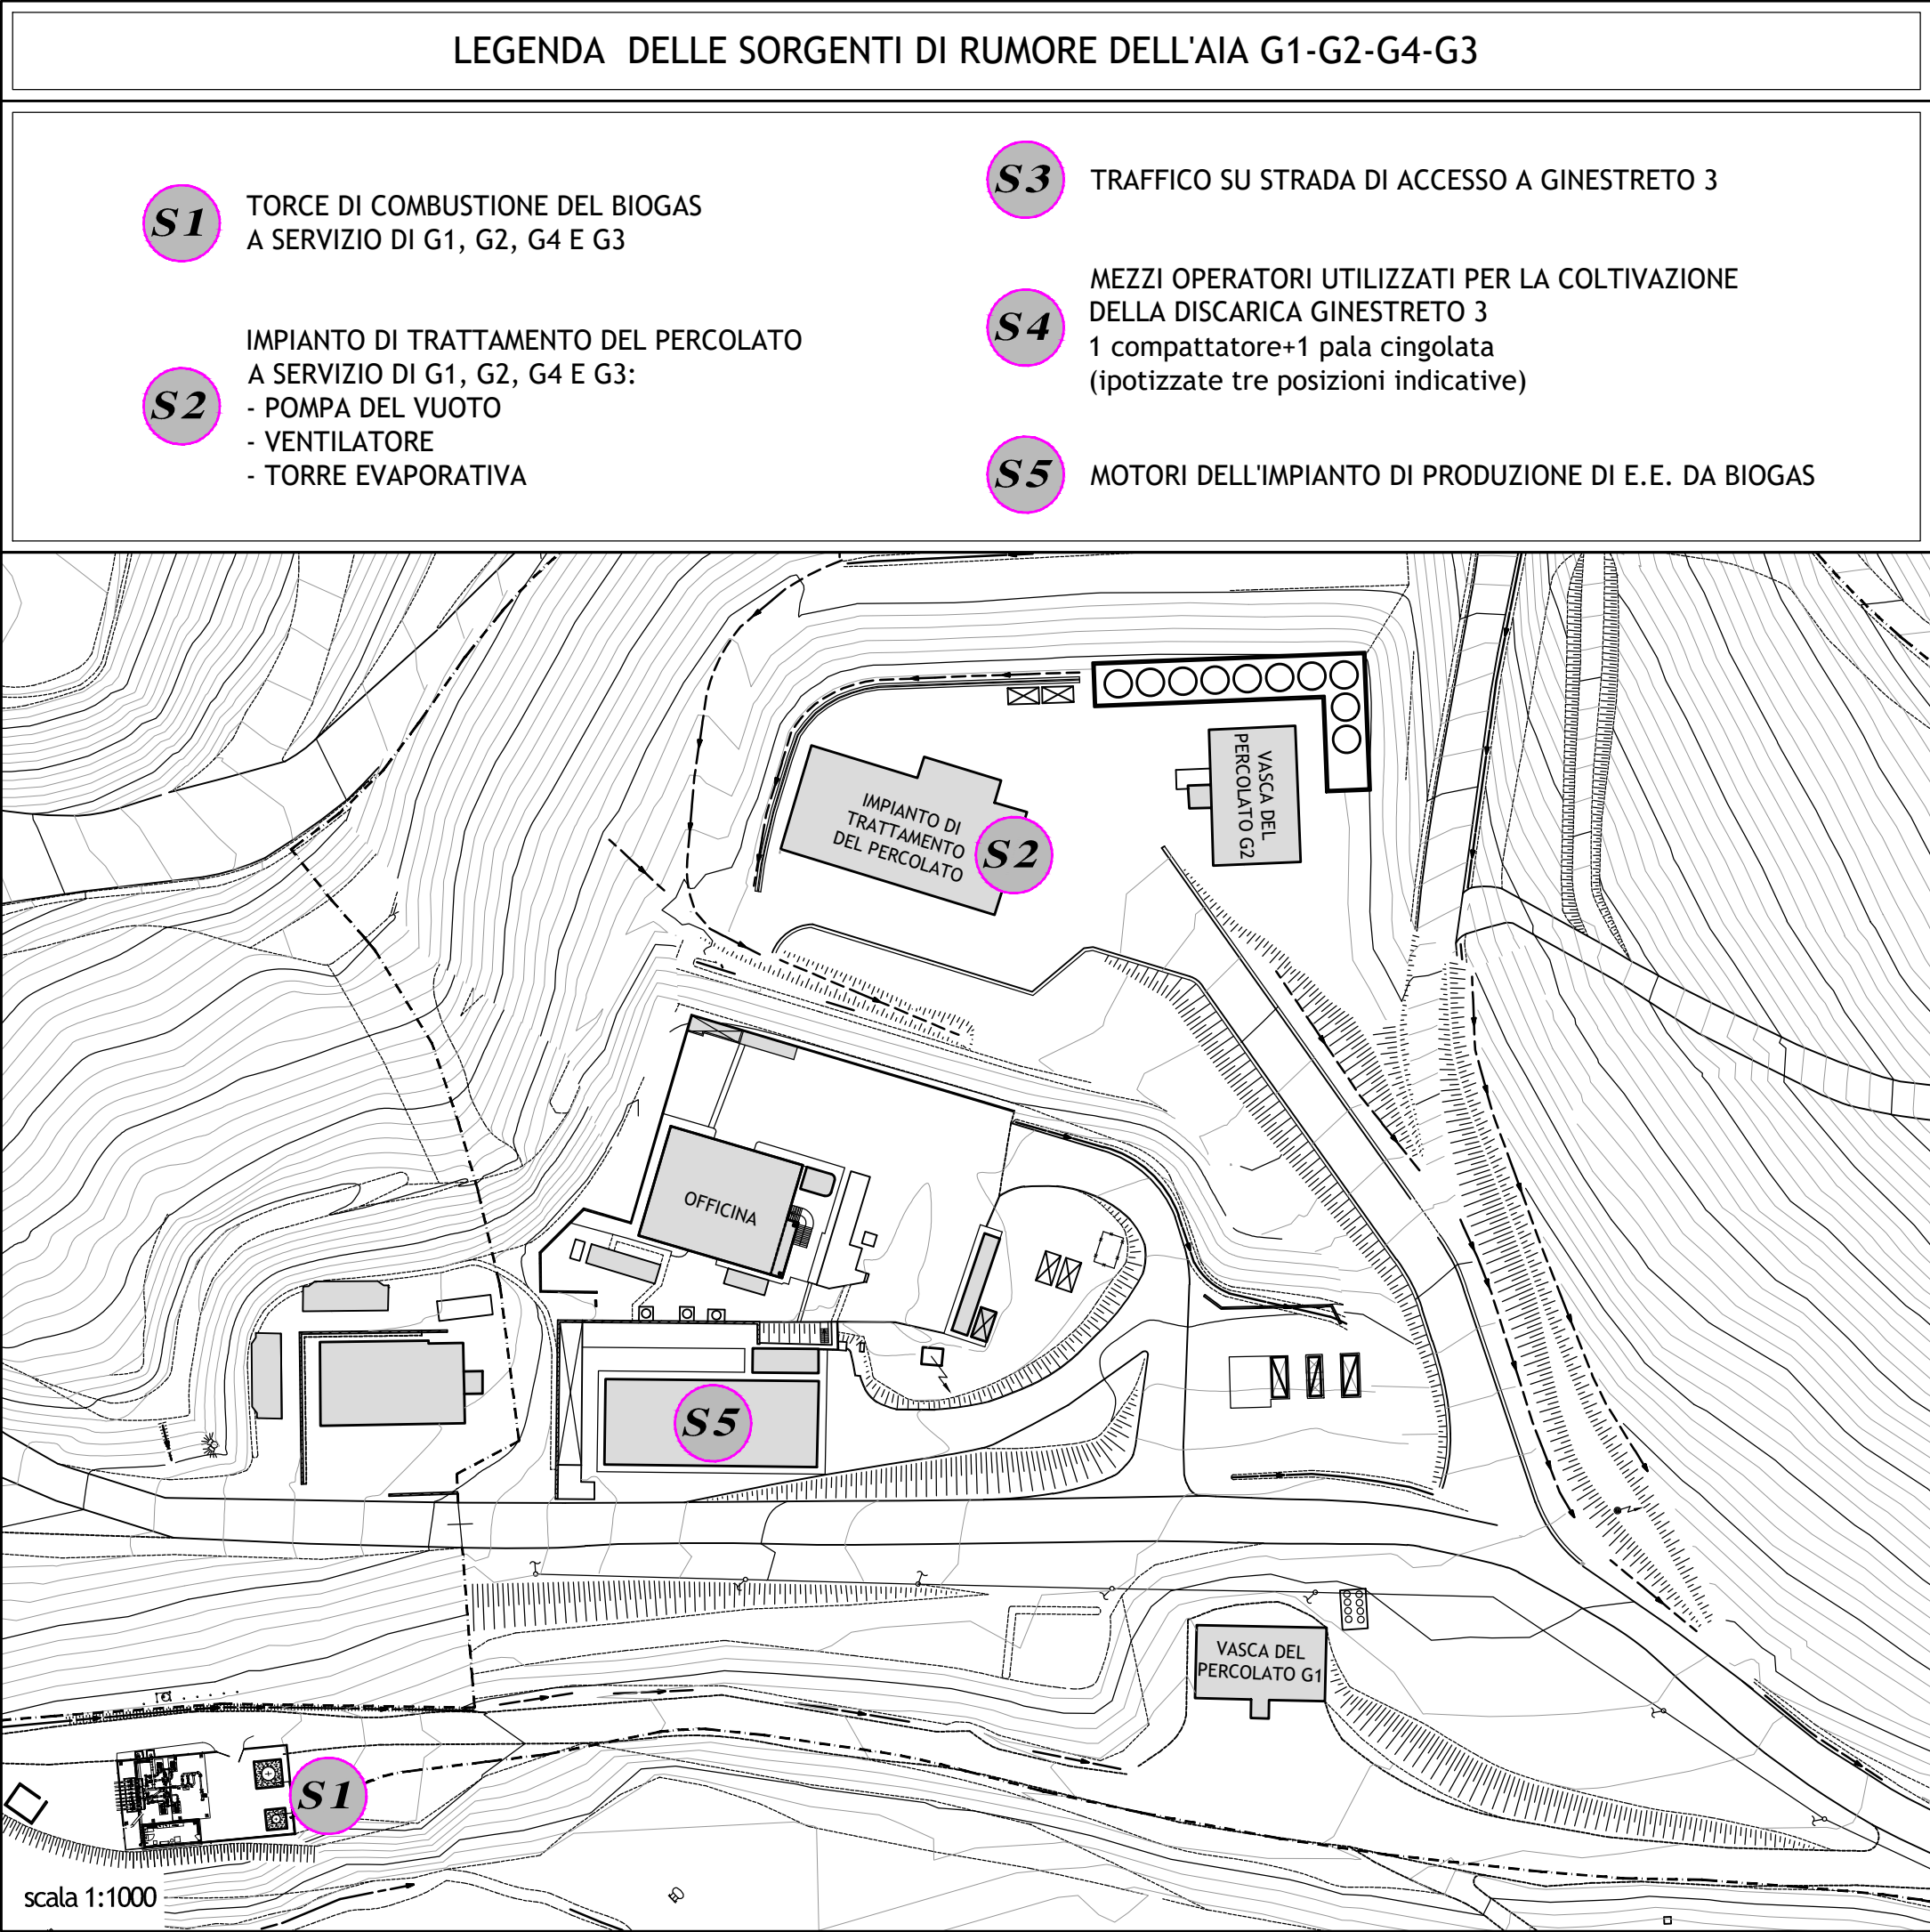 LEGENDA DELLE SORGENTI DI RUMORE DELL'AIA G1-G2-G4-G3
S1
TORCE DI COMBUSTIONE DEL BIOGAS
A SERVIZIO DI G1, G2, G4 E G3
S2
IMPIANTO DI TRATTAMENTO DEL PERCOLATO
A SERVIZIO DI G1, G2, G4 E G3:
- POMPA DEL VUOTO
- VENTILATORE
- TORRE EVAPORATIVA
S3
TRAFFICO SU STRADA DI ACCESSO A GINESTRETO 3
S4
MEZZI OPERATORI UTILIZZATI PER LA COLTIVAZIONE
DELLA DISCARICA GINESTRETO 3
1 compattatore+1 pala cingolata
(ipotizzate tre posizioni indicative)
S5
MOTORI DELL'IMPIANTO DI PRODUZIONE DI E.E. DA BIOGAS
VASCA DEL
PERCOLATO G2
IMPIANTO DI
TRATTAMENTO
DEL PERCOLATO
S2
OFFICINA
S5
VASCA DEL
PERCOLATO G1
S1
scala 1:1000